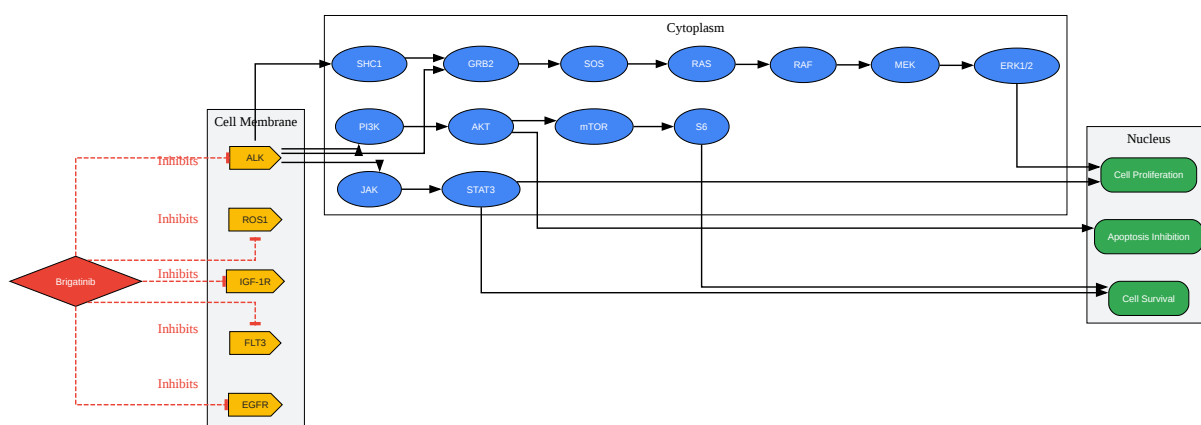 Cytoplasm
SHC1
GRB2
SOS
RAS
RAF
MEK
ERK1/2
Cell Membrane
PI3K
AKT
mTOR
S6
Nucleus
Inhibits
ALK
JAK
STAT3
Cell Proliferation
Inhibits
ROS1
Apoptosis Inhibition
Brigatinib
Inhibits
IGF-1R
Cell Survival
Inhibits
FLT3
Inhibits
EGFR